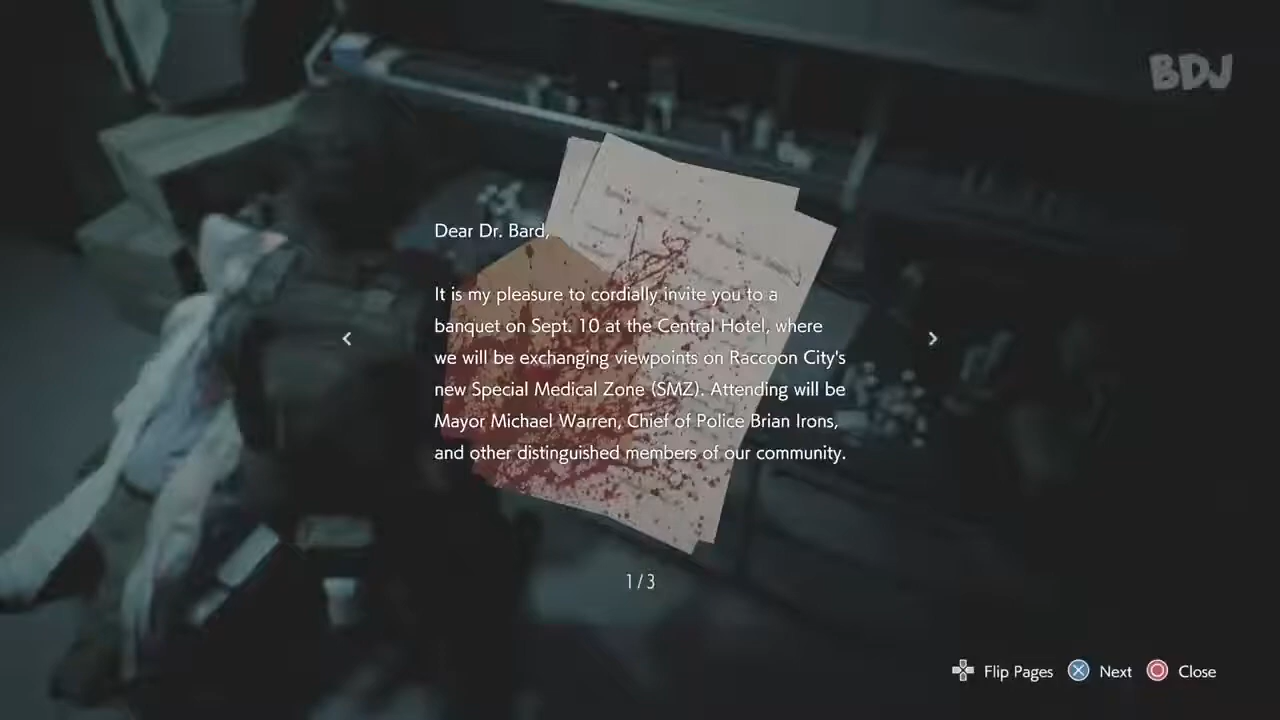 BDJ
Dear Dr. Bard,
It is my pleasure to cordially invite you to a
banquet on Sept. 10 at the Central Hotel, where
we will be exchanging viewpoints on Raccoon City's
new Special Medical Zone (SMZ). Attending will be
Mayor Michael Warren, Chief of Police Brian Irons,
and other distinguished members of our community.
1/3
Flip Pages Next Close